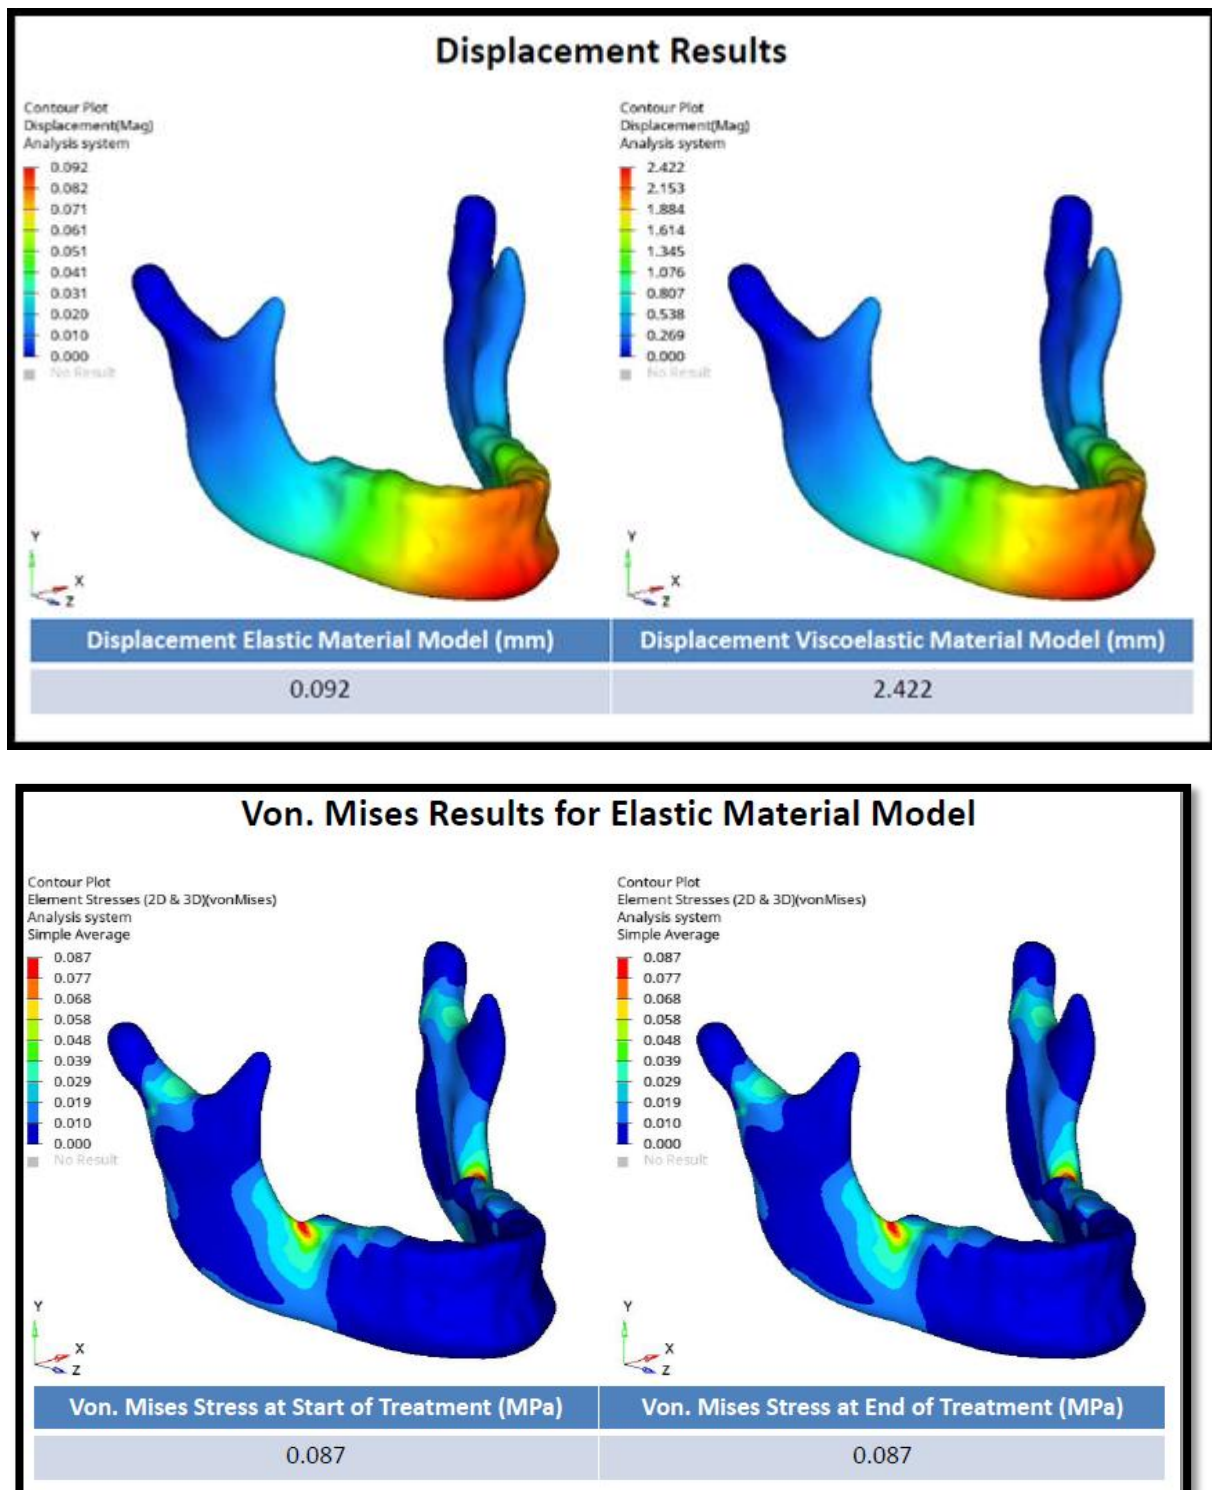 Displacement Results
Contour Plot
Displacement(Mag)
Analysis system
0.092
0.082
0.071
0.061
0.051
0.041
0.031
0.020
0.010
0.000
No Result
Y
X
Z
Contour Plot
Displacement(Mag)
Analysis system
2.422
2.153
1.884
1.614
1.345
1.076
0.807
0.538
0.269
0.000
No Result
Y
X
Z
Displacement Elastic Material Model (mm) Displacement Viscoelastic Material Model (mm)
0.092 2.422
Von. Mises Results for Elastic Material Model
Contour Plot
Element Stresses (2D & 3D)(vonMises)
Analysis system
Simple Average
0.087
0.077
0.068
0.058
0.048
0.039
0.029
0.019
0.010
0.000
No Result
Y
X
Z
Contour Plot
Element Stresses (2D & 3D)(vonMises)
Analysis system
Simple Average
0.087
0.077
0.068
0.058
0.048
0.039
0.029
0.019
0.010
0.000
No Result
Y
X
Z
Von. Mises Stress at Start of Treatment (MPa) Von. Mises Stress at End of Treatment (MPa)
0.087 0.087